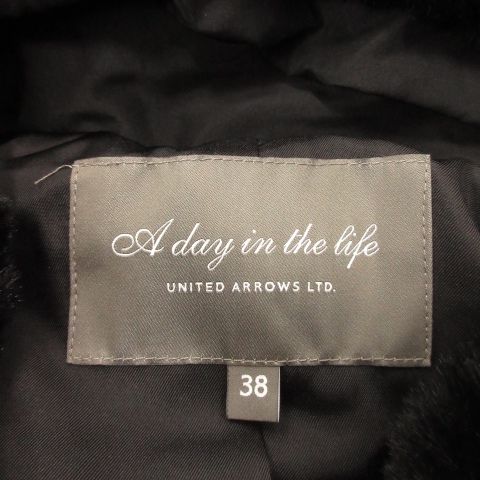 A day in the life
UNITED ARROWS LTD.
38